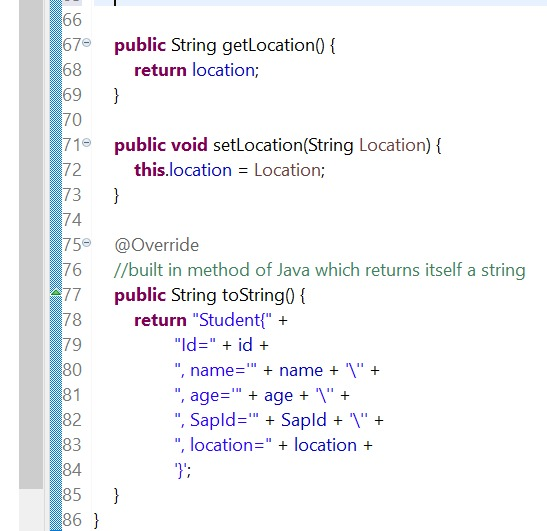 66
67 public String getLocation() {
68 return location;
69 }
70
71 public void setLocation(String Location) {
72 this.location = Location;
73 }
74
75 @Override
76 //built in method of Java which returns itself a string
77 public String toString() {
78 return "Student{" +
79 "Id=" + id +
80 ", name='" + name + '\'' +
81 ", age='" + age + '\'' +
82 ", SapId='" + SapId + '\'' +
83 ", location=" + location +
84 '}';
85 }
86 }